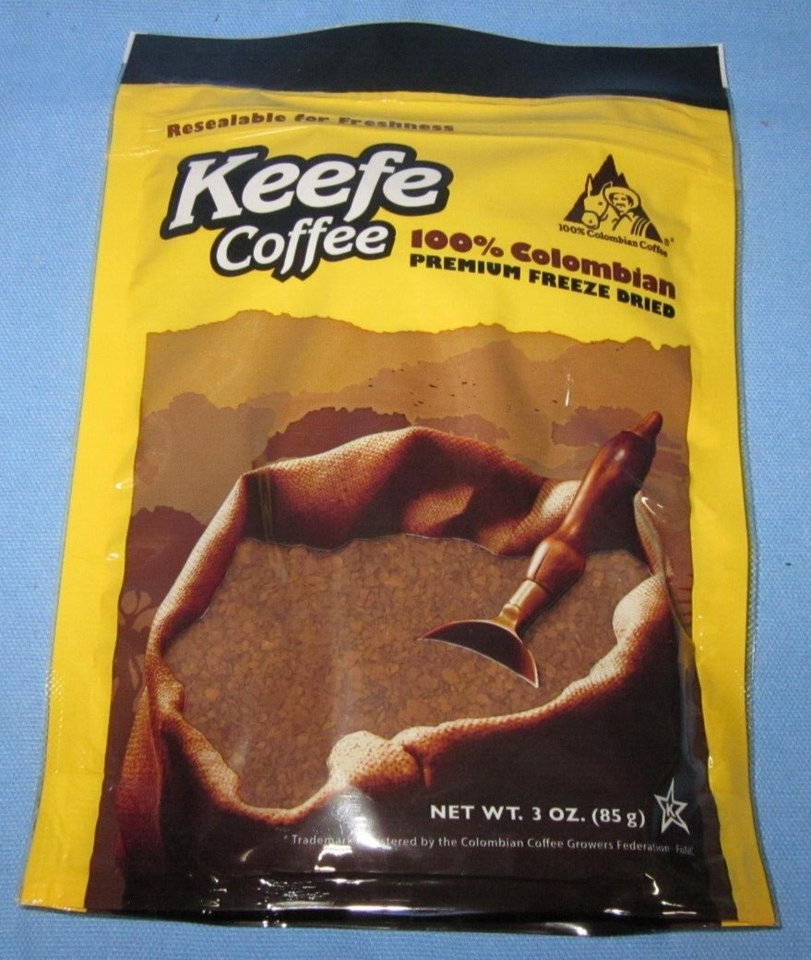 Resealable for Freshness
Keefe
Coffee
100% Colombian Coffee
®*
100% Colombian
PREMIUM FREEZE DRIED
NET WT. 3 OZ. (85 g)
K
* Trademark by the Colombian Coffee Growers Federation